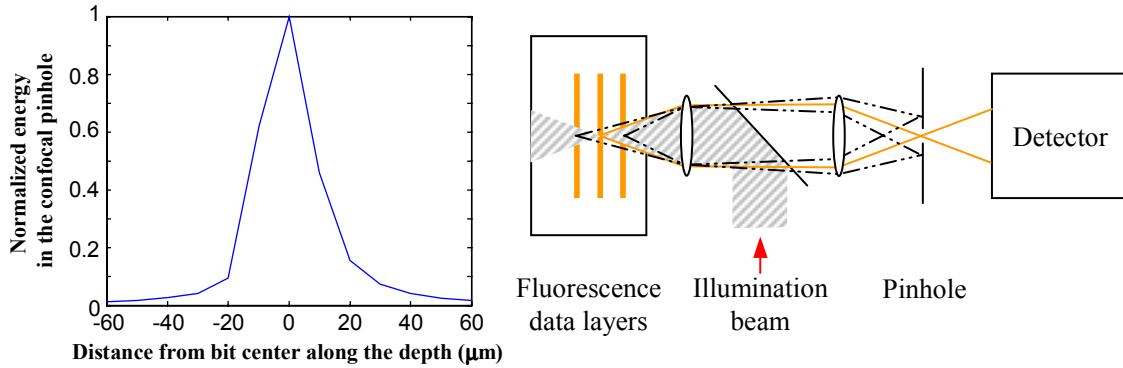 Normalized energy
in the confocal pinhole
1
0.8
0.6
0.4
0.2
0
-60
-40
-20
0
20
40
60
Distance from bit center along the depth (μm)
Detector
Fluorescence
data layers
Illumination
beam
Pinhole